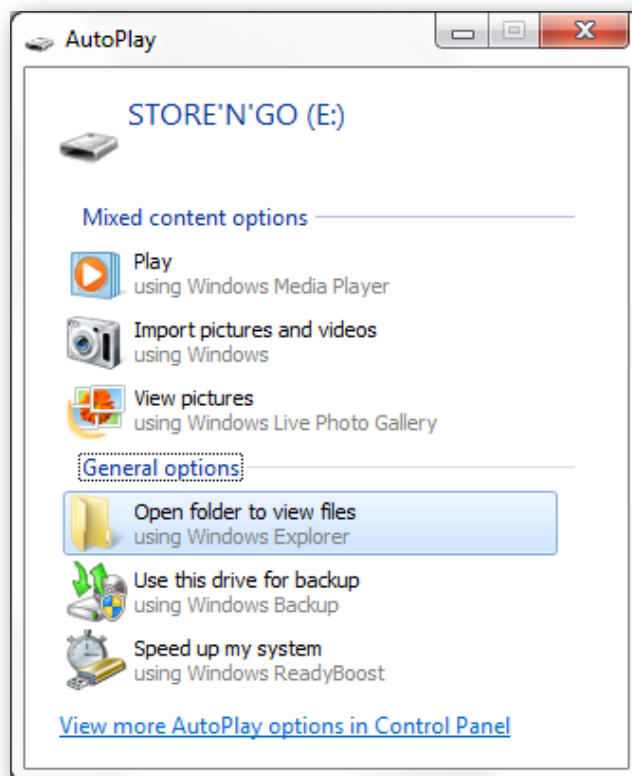 AutoPlay
STORE'N'GO (E:)
Mixed content options
Play
using Windows Media Player
Import pictures and videos
using Windows
View pictures
using Windows Live Photo Gallery
General options
Open folder to view files
using Windows Explorer
Use this drive for backup
using Windows Backup
Speed up my system
using Windows ReadyBoost
View more AutoPlay options in Control Panel